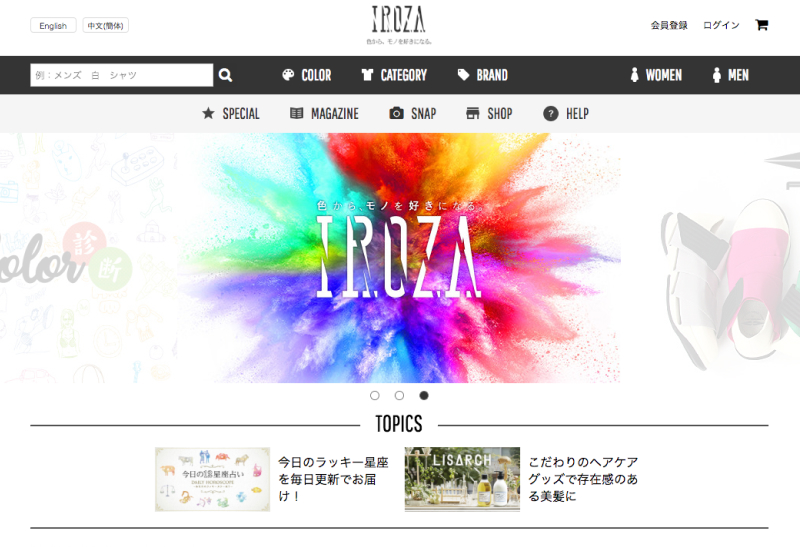 English
中文(簡体)
IROZA
色から、モノを好きになる。
会員登録
ログイン
例：メンズ 白 シャツ
COLOR
CATEGORY
BRAND
WOMEN
MEN
SPECIAL
MAGAZINE
SNAP
SHOP
? HELP
color
診
断
色から、モノを好きになる。
IROZA
TOPICS
今日の星座占い
DAILY HOROSCOPE
今日のラッキー星座
を毎日更新でお届
け！
LISARCH
こだわりのヘアケア
グッズで存在感のあ
る美髪に